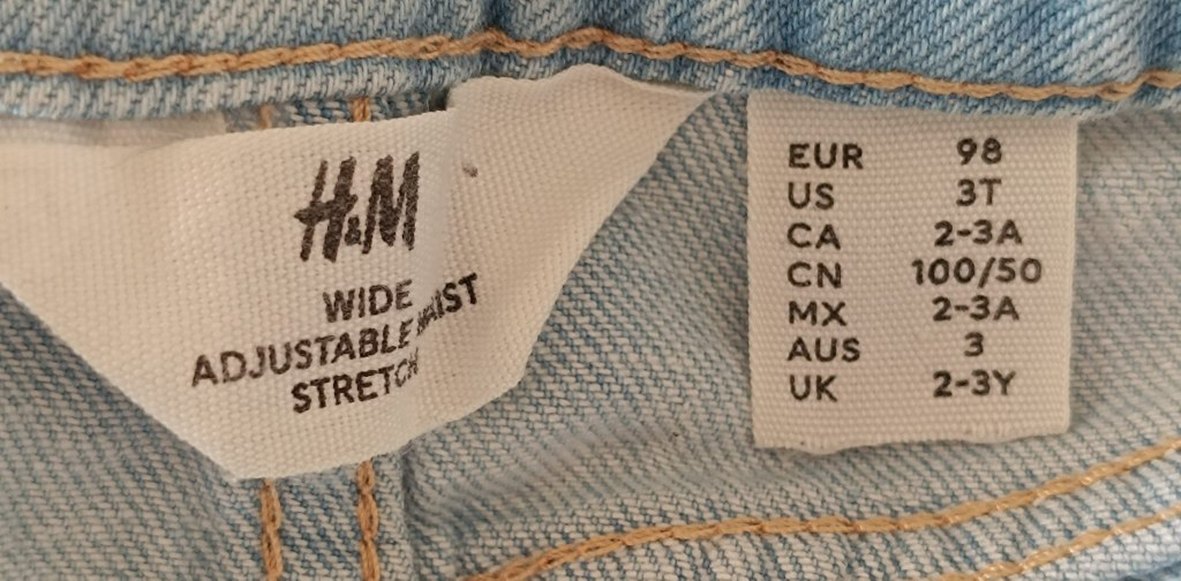 H&M
WIDE
ADJUSTABLE WAIST
STRETCH
EUR 98
US 3T
CA 2-3A
CN 100/50
MX 2-3A
AUS 3
UK 2-3Y